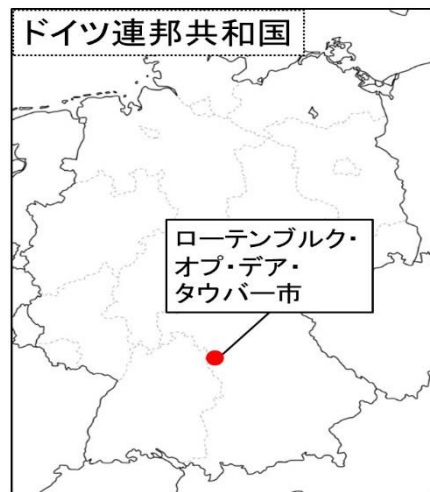 ドイツ連邦共和国
ローテンブルク・
オプ・デア・
タウバー市